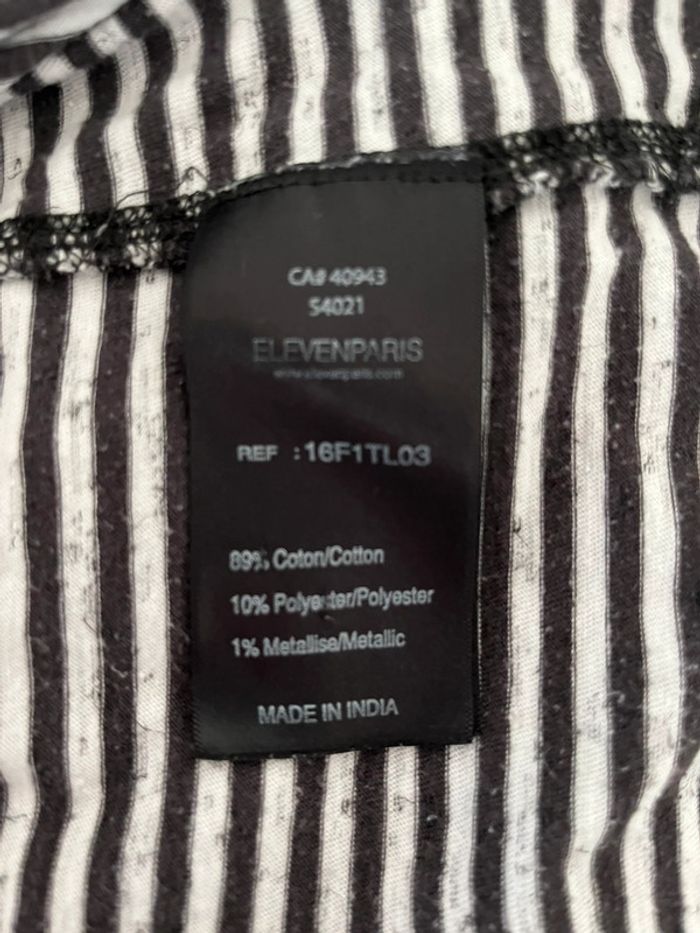 CA# 40943
S4021
ELEVENPARIS
www.elevenparis.com
REF : 16F1TL03
89% Coton/Cotton
10% Polyester/Polyester
1% Metallise/Metallic
MADE IN INDIA